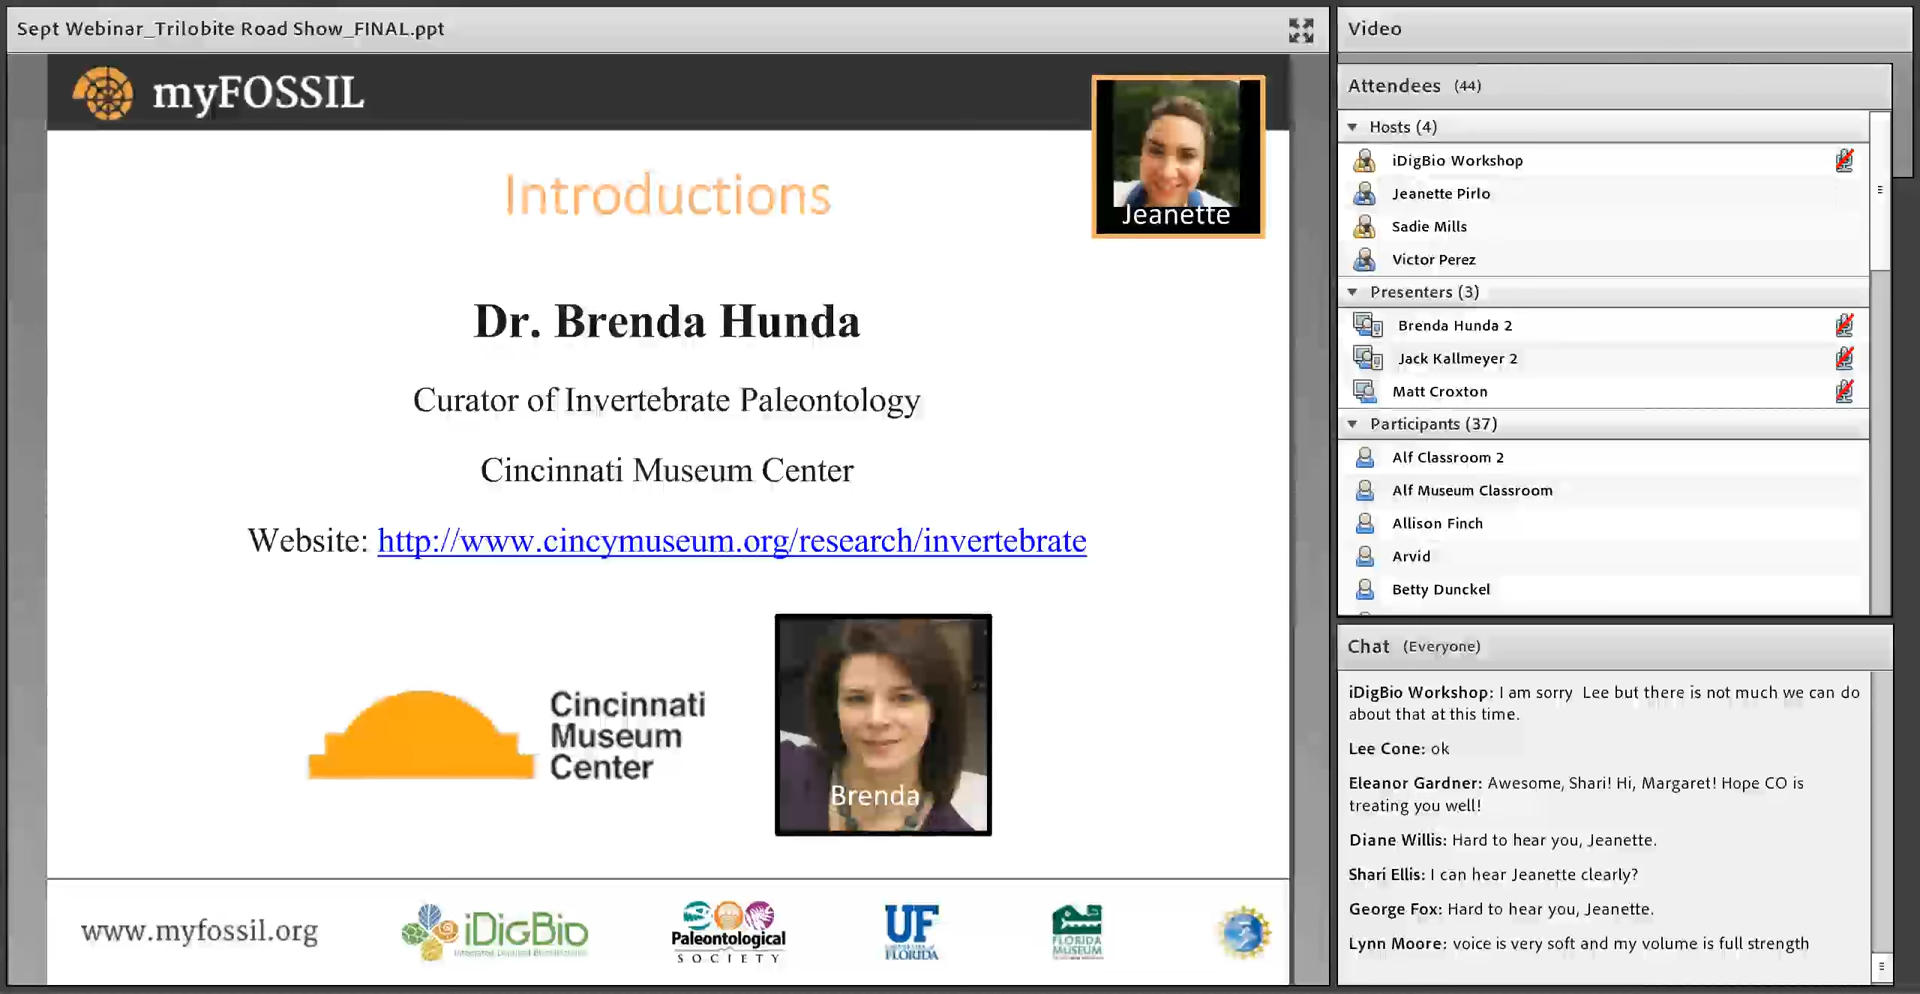 Sept Webinar_Trilobite Road Show_FINAL.ppt
myFOSSIL
Jeanette
Introductions
Dr. Brenda Hunda
Curator of Invertebrate Paleontology
Cincinnati Museum Center
Website: http://www.cincymuseum.org/research/invertebrate
Cincinnati
Museum
Center
Brenda
www.myfossil.org
iDigBio
Paleontological
SOCIETY
UF
UNIVERSITY of
FLORIDA
FLORIDA
MUSEUM
Video
Attendees (44)
Hosts (4)
iDigBio Workshop
Jeanette Pirlo
Sadie Mills
Victor Perez
Presenters (3)
Brenda Hunda 2
Jack Kallmeyer 2
Matt Croxton
Participants (37)
Alf Classroom 2
Alf Museum Classroom
Allison Finch
Arvid
Betty Dunckel
Chat (Everyone)
iDigBio Workshop: I am sorry Lee but there is not much we can do
about that at this time.
Lee Cone: ok
Eleanor Gardner: Awesome, Shari! Hi, Margaret! Hope CO is
treating you well!
Diane Willis: Hard to hear you, Jeanette.
Shari Ellis: I can hear Jeanette clearly?
George Fox: Hard to hear you, Jeanette.
Lynn Moore: voice is very soft and my volume is full strength